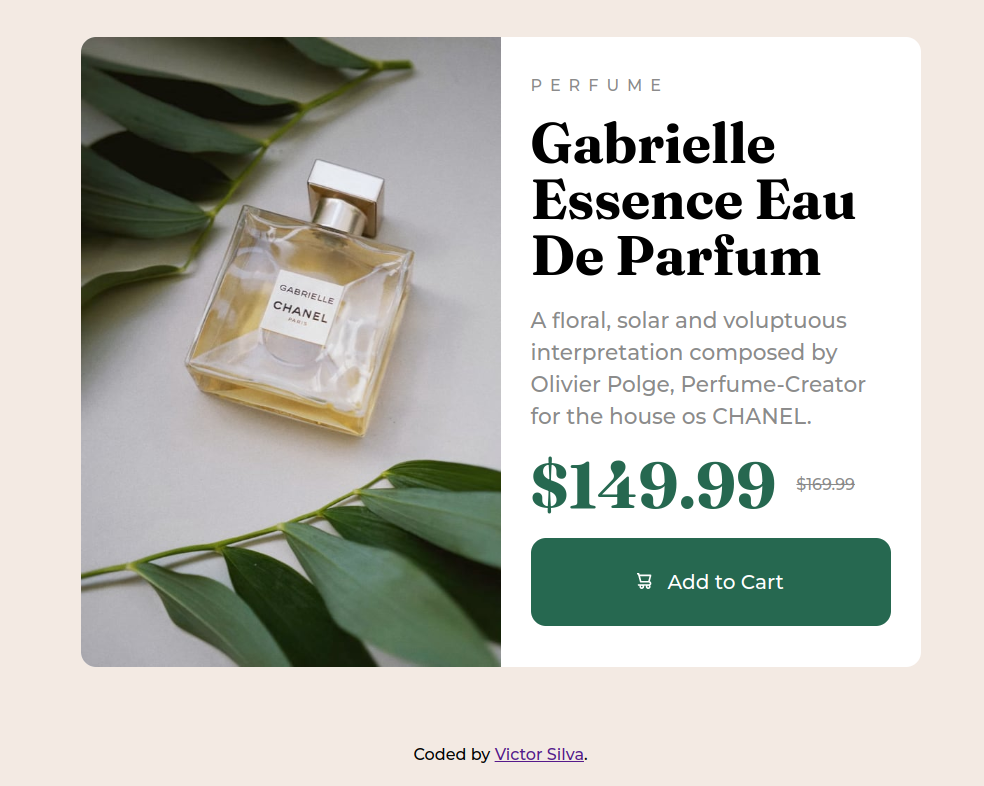 PERFUME
Gabrielle
Essence Eau
De Parfum
A floral, solar and voluptuous
interpretation composed by
Olivier Polge, Perfume-Creator
for the house os CHANEL.
$149.99 $169.99
Add to Cart
GABRIELLE
CHANEL
PARIS
Coded by Victor Silva.